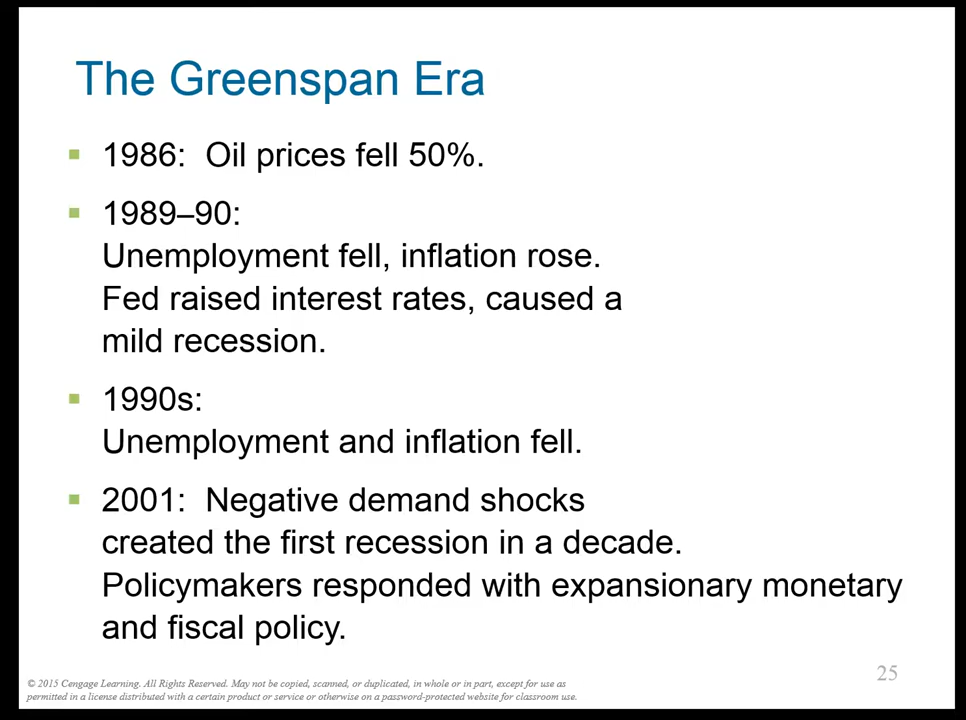 The Greenspan Era
1986: Oil prices fell 50%.
1989–90:
Unemployment fell, inflation rose.
Fed raised interest rates, caused a
mild recession.
1990s:
Unemployment and inflation fell.
2001: Negative demand shocks
created the first recession in a decade.
Policymakers responded with expansionary monetary
and fiscal policy.
25
© 2015 Cengage Learning. All Rights Reserved. May not be copied, scanned, or duplicated, in whole or in part, except for use as
permitted in a license distributed with a certain product or service or otherwise on a password-protected website for classroom use.